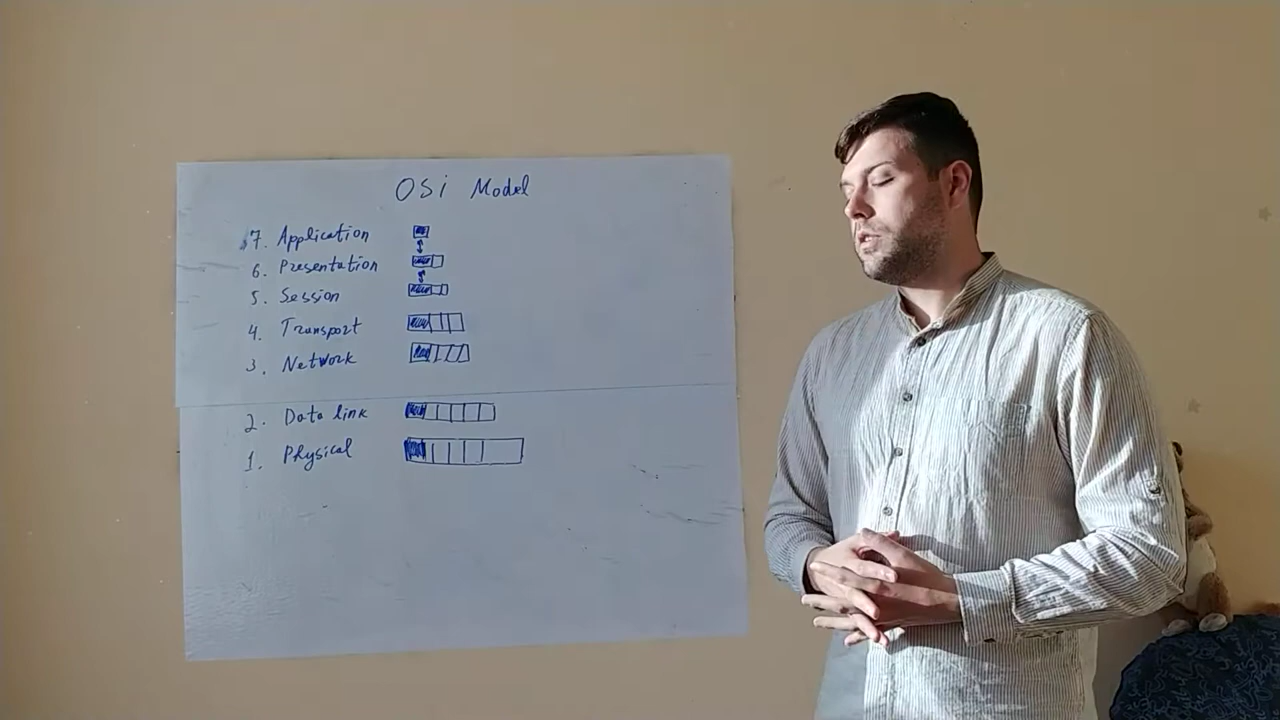 OSi Model
7. Application
6. Presentation
5. Session
4. Transport
3. Network
2. Data link
1. Physical